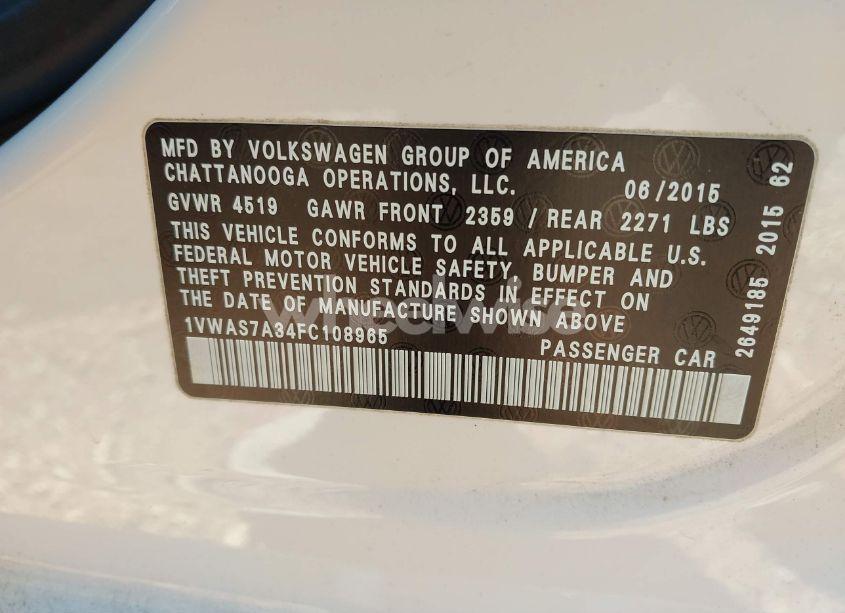 MFD BY VOLKSWAGEN GROUP OF AMERICA
CHATTANOOGA OPERATIONS, LLC. 06/2015
GVWR 4519 GAWR FRONT 2359 / REAR 2271 LBS
THIS VEHICLE CONFORMS TO ALL APPLICABLE U.S.
FEDERAL MOTOR VEHICLE SAFETY, BUMPER AND
THEFT PREVENTION STANDARDS IN EFFECT ON
THE DATE OF MANUFACTURE SHOWN ABOVE
1VWAS7A34FC108965 PASSENGER CAR
2649185 2015 62
wheelwise